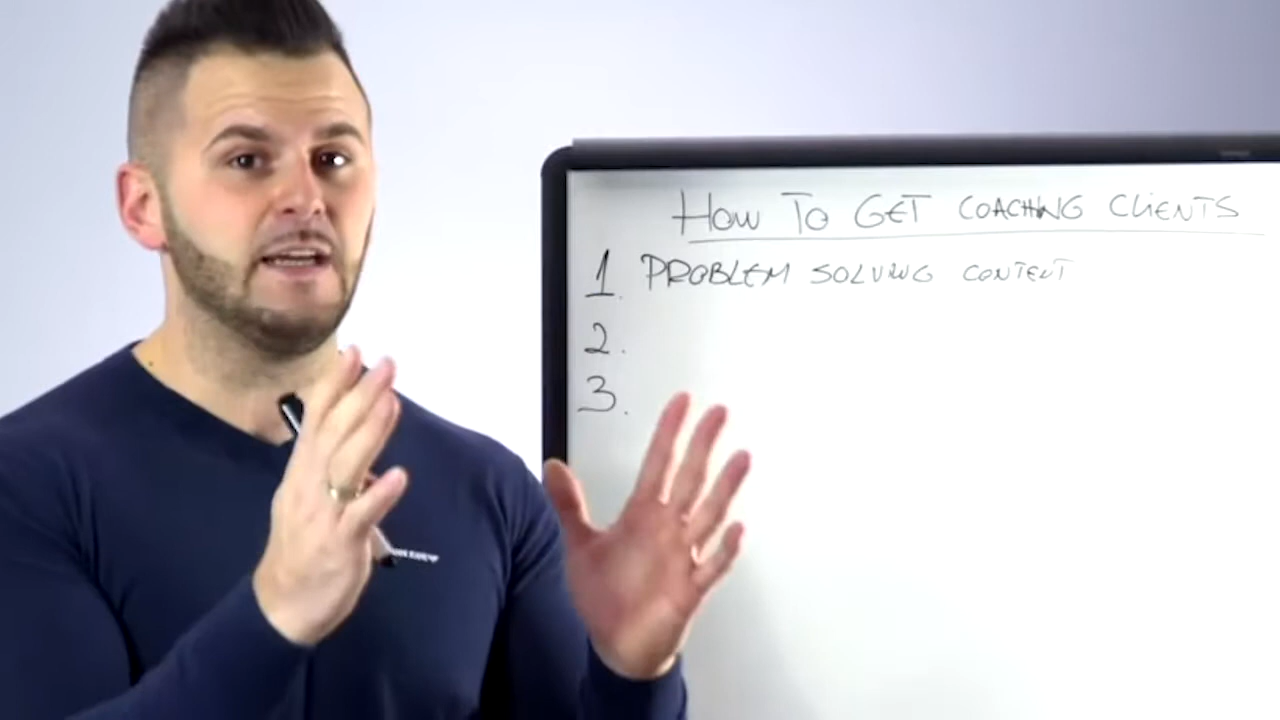 HOW TO GET COACHING CLIENTS
1. PROBLEM SOLVING CONTENT
2.
3.